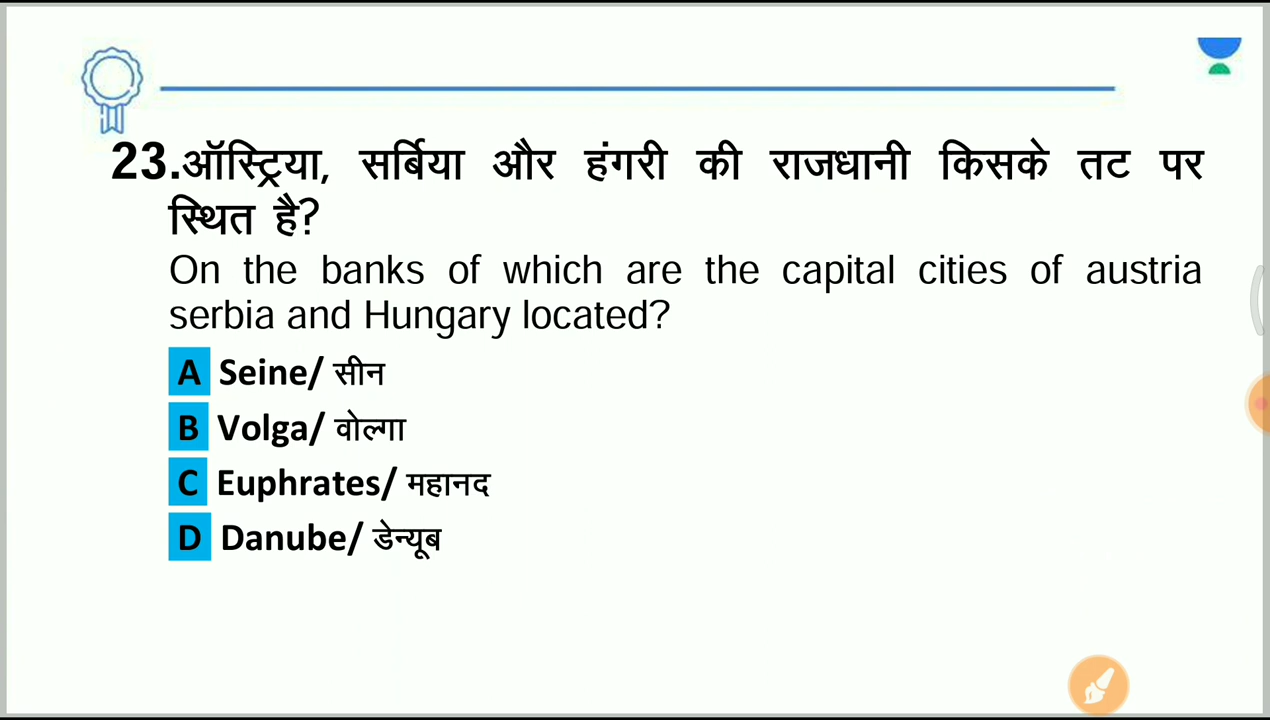 23.ऑस्ट्रिया, सर्बिया और हंगरी की राजधानी किसके तट पर
स्थित है?
On the banks of which are the capital cities of austria
serbia and Hungary located?
A Seine/ सीन
B Volga/ वोल्गा
C Euphrates/ महानद
D Danube/ डेन्यूब